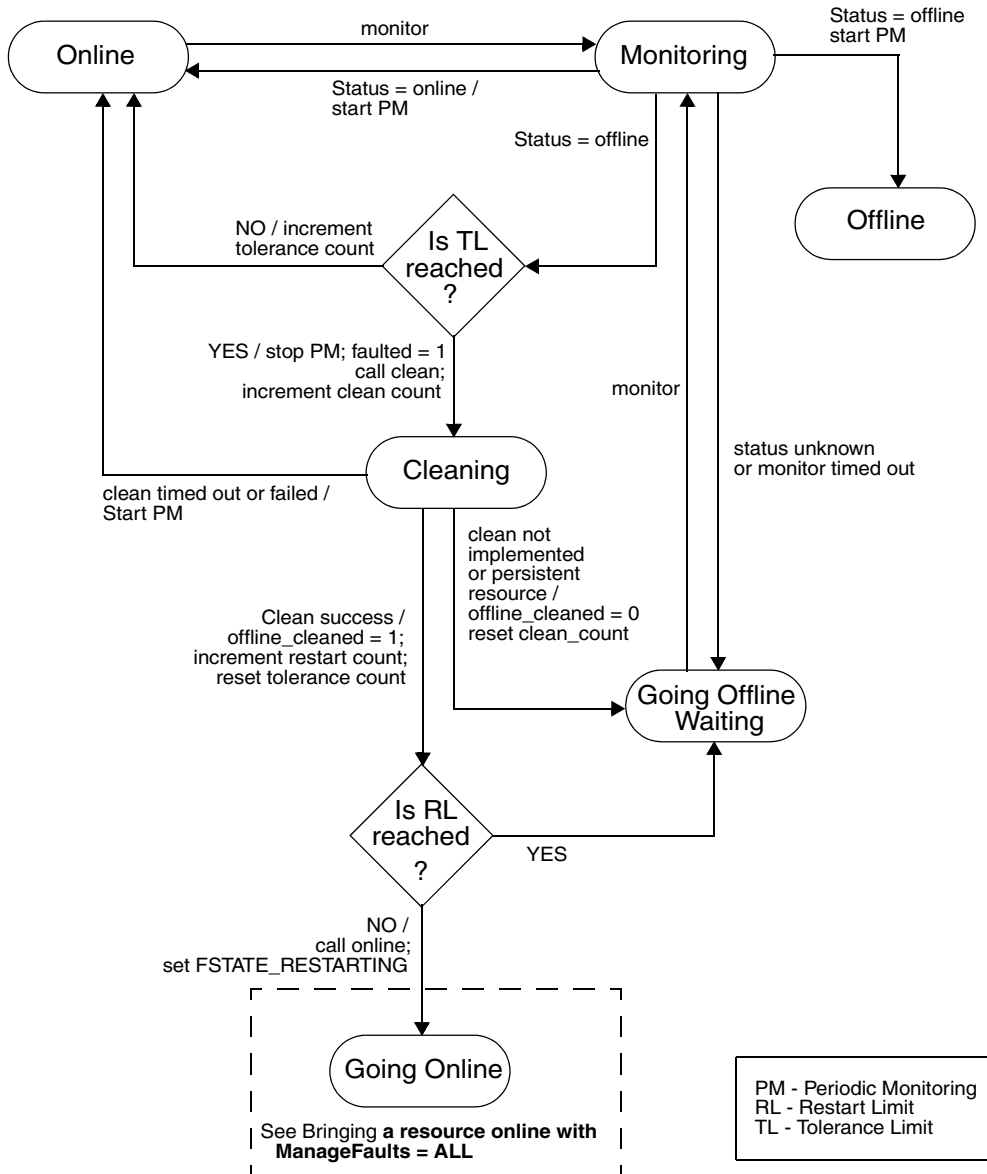 Status = offline
start PM
monitor
Online
Monitoring
Status = online /
start PM
Status = offline
Offline
NO / increment
tolerance count
Is TL
reached
?
YES / stop PM; faulted = 1
call clean;
increment clean count
monitor
status unknown
or monitor timed out
Cleaning
clean timed out or failed /
Start PM
clean not
implemented
or persistent
resource /
offline_cleaned = 0
reset clean_count
Clean success /
offline_cleaned = 1;
increment restart count;
reset tolerance count
Going Offline
Waiting
Is RL
reached
?
YES
NO /
call online;
set FSTATE_RESTARTING
Going Online
See Bringing a resource online with
ManageFaults = ALL
PM - Periodic Monitoring
RL - Restart Limit
TL - Tolerance Limit